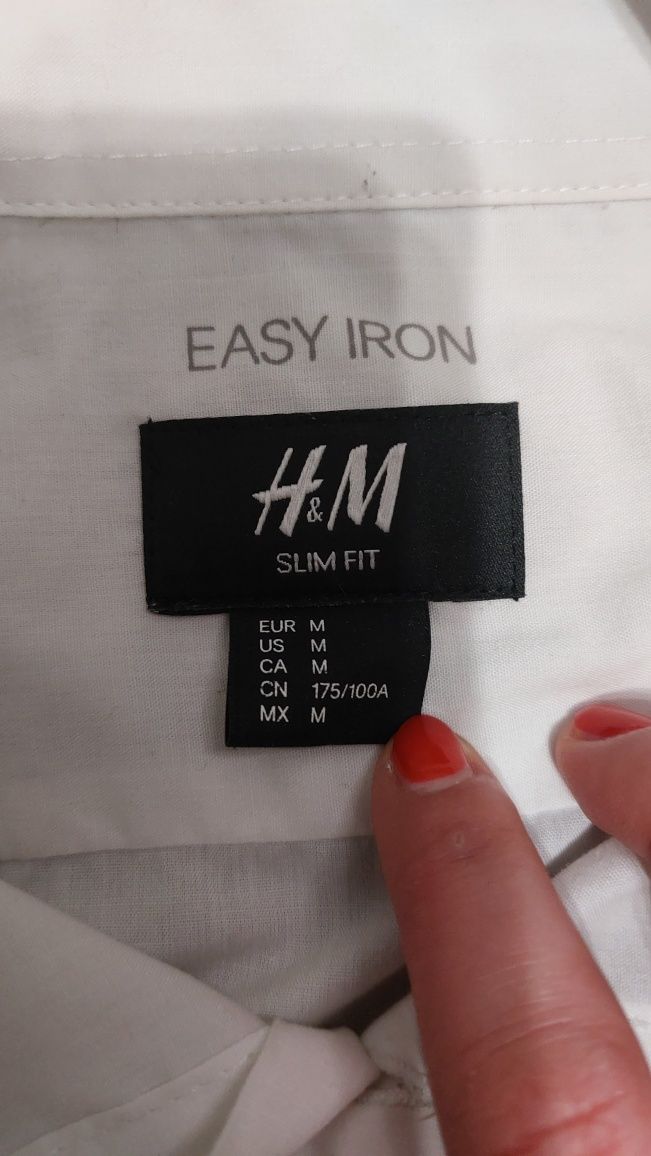 EASY IRON
H&M
SLIM FIT
EUR M
US M
CA M
CN 175/100A
MX M